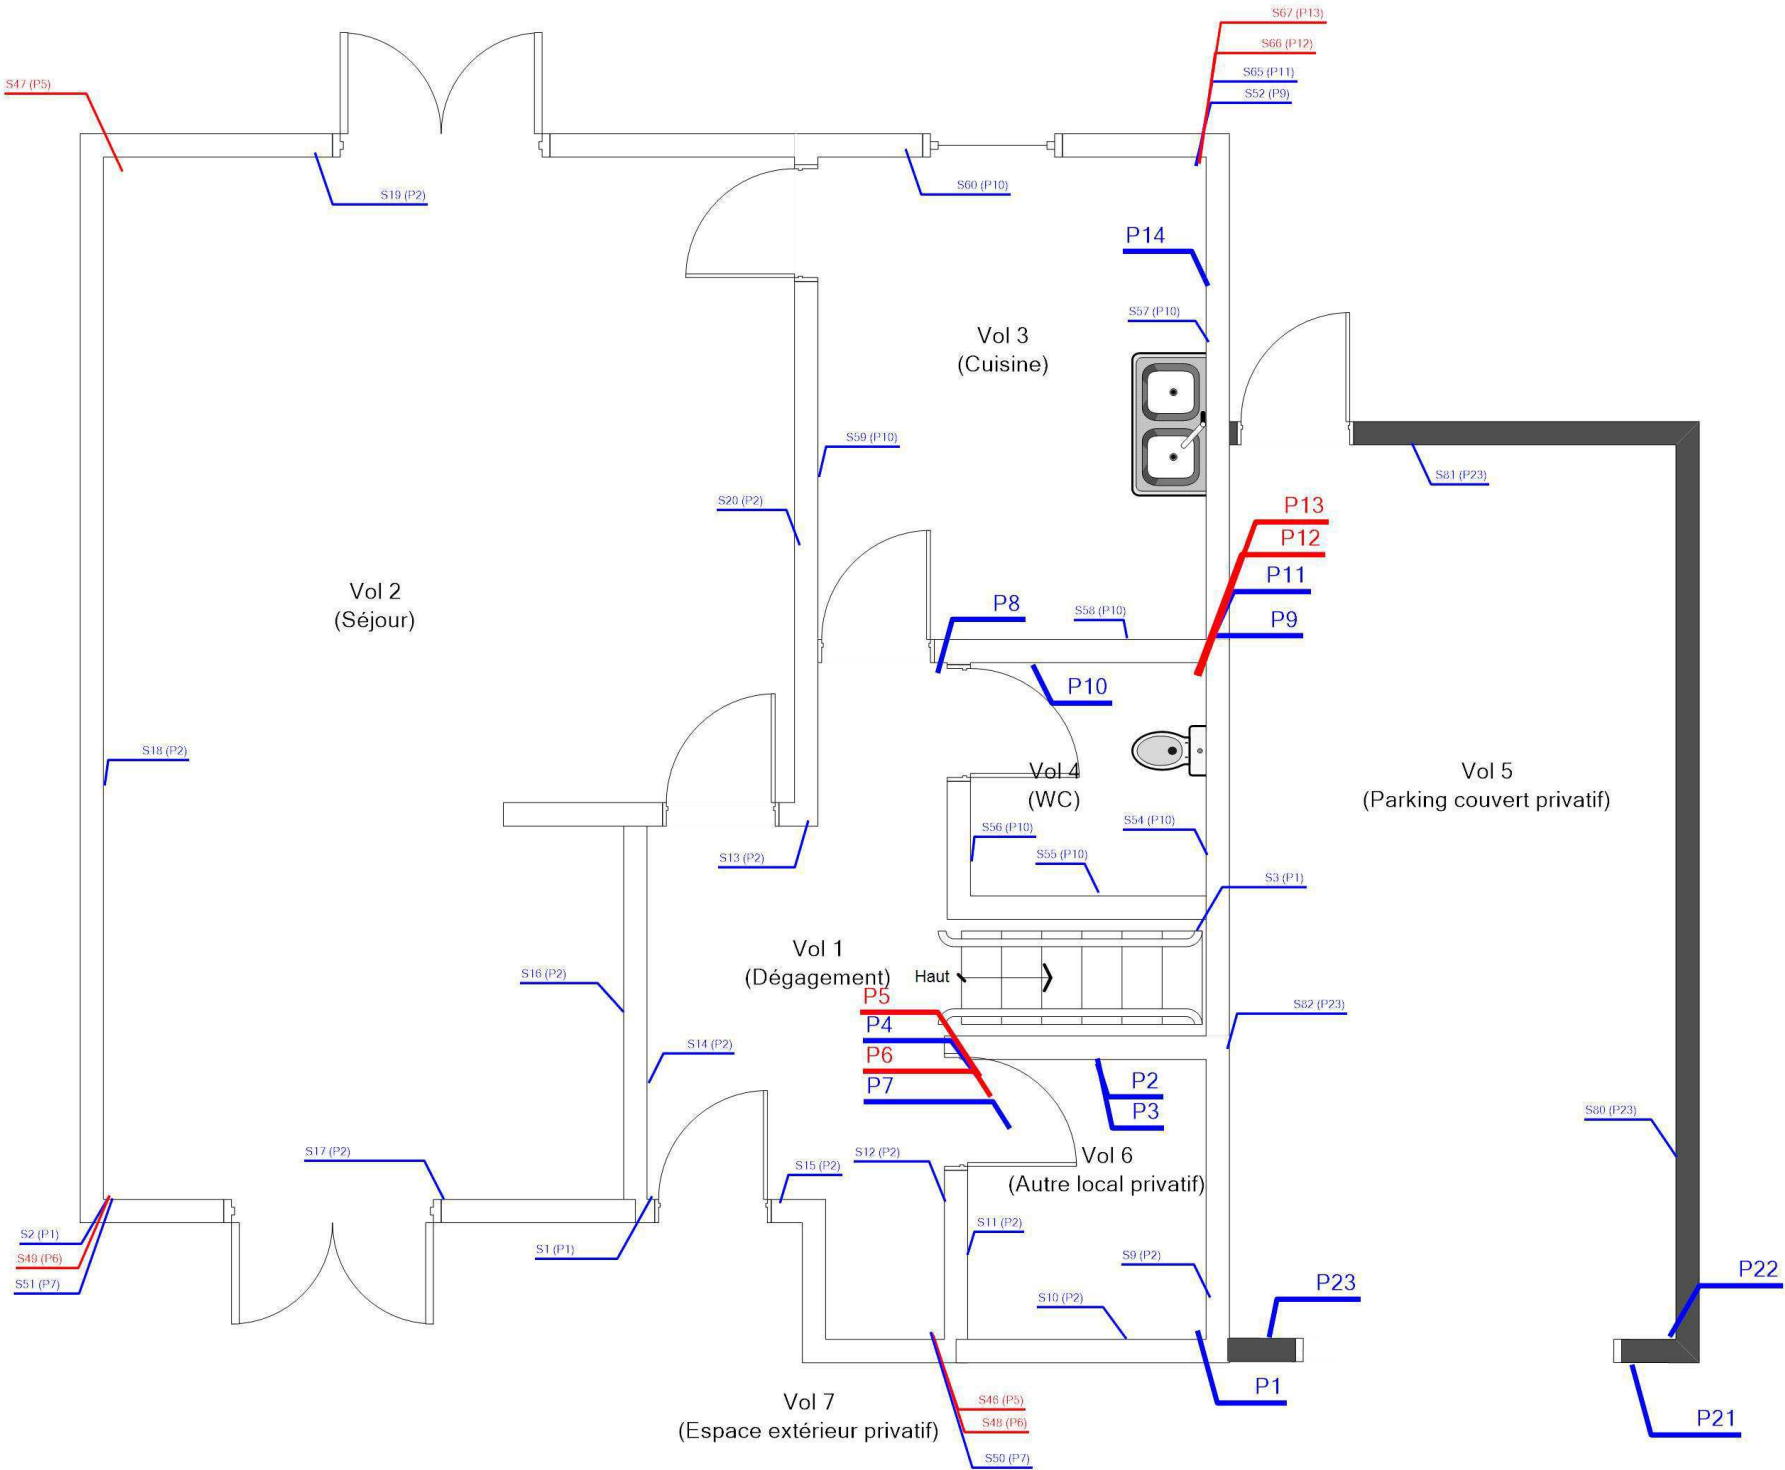 S67 (P13)
S66 (P12)
S65 (P11)
S52 (P9)
S47 (P5)
S19 (P2)
S60 (P10)
P14
S57 (P10)
Vol 3
(Cuisine)
S59 (P10)
S81 (P23)
S20 (P2)
P13
P12
P11
P9
Vol 2
(Séjour)
P8
S58 (P10)
P10
S18 (P2)
Vol 4
(WC)
Vol 5
(Parking couvert privatif)
S56 (P10)
S54 (P10)
S13 (P2)
S55 (P10)
S3 (P1)
Vol 1
(Dégagement)
Haut
S16 (P2)
P5
S82 (P23)
P4
S14 (P2)
P6
P7
P2
P3
S80 (P23)
S17 (P2)
S15 (P2)
S12 (P2)
Vol 6
(Autre local privatif)
S11 (P2)
S2 (P1)
S49 (P6)
S51 (P7)
S1 (P1)
S9 (P2)
S10 (P2)
P23
P22
P1
Vol 7
(Espace extérieur privatif)
S46 (P5)
S48 (P6)
S50 (P7)
P21